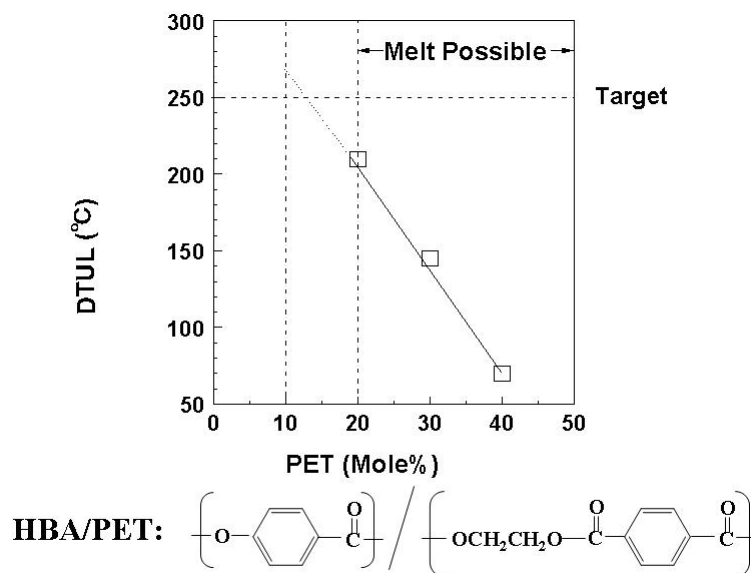 300
Melt Possible
250
Target
200
150
100
50
DTUL (°C)
0 10 20 30 40 50
PET (Mole%)
HBA/PET: O C O OCH₂CH₂O C O C O